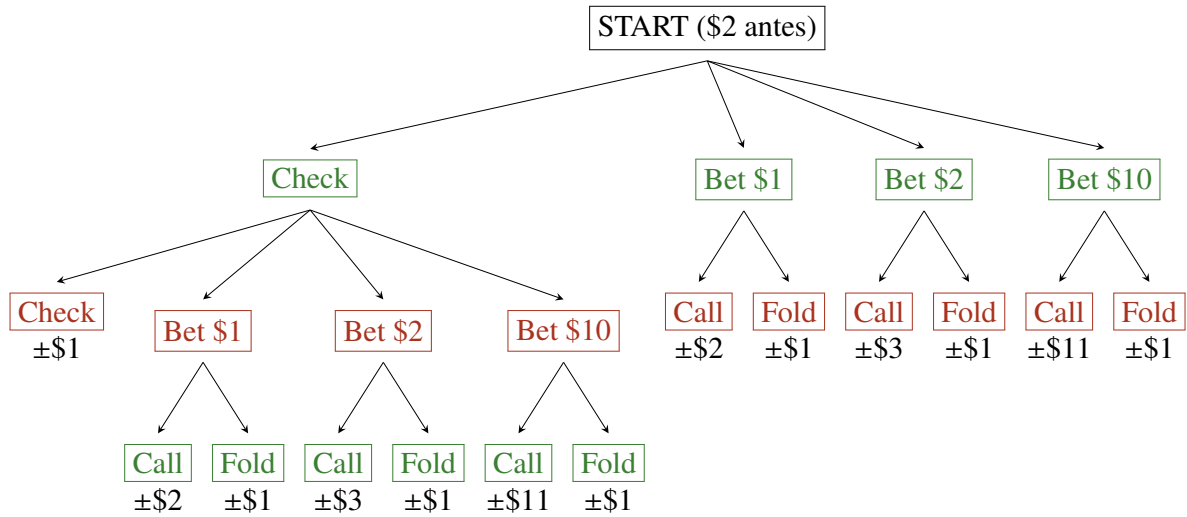 START ($2 antes)
Check
Bet $1
Bet $2
Bet $10
Check
±$1
Bet $1
Bet $2
Bet $10
Call
±$2
Fold
±$1
Call
±$3
Fold
±$1
Call
±$11
Fold
±$1
Call
±$2
Fold
±$1
Call
±$3
Fold
±$1
Call
±$11
Fold
±$1